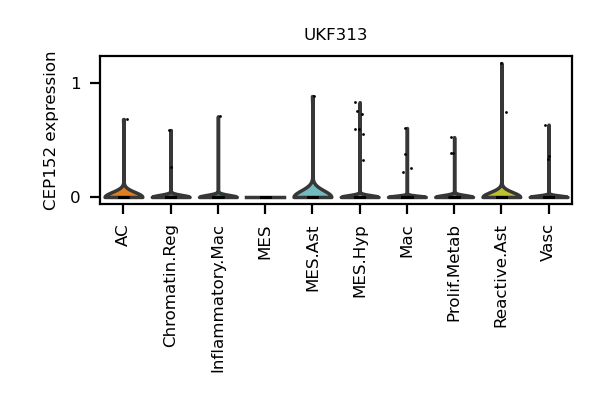 UKF313
CEP152 expression
1
0
AC
Chromatin.Reg
Inflammatory.Mac
MES
MES.Ast
MES.Hyp
Mac
Prolif.Metab
Reactive.Ast
Vasc